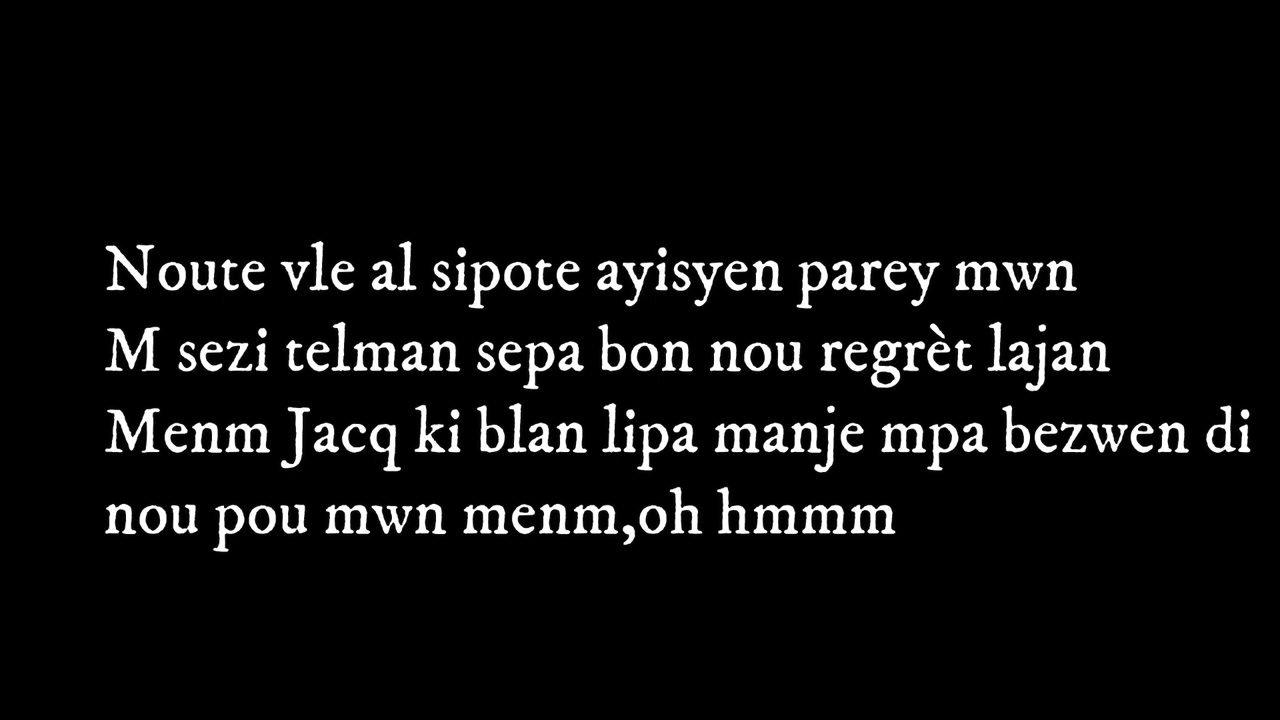 Noute vle al sipote ayisyen parey mwn
M sezi telman sepa bon nou regrèt lajan
Menm Jacq ki blan lipa manje mpa bezwen di
nou pou mwn menm,oh hmmm